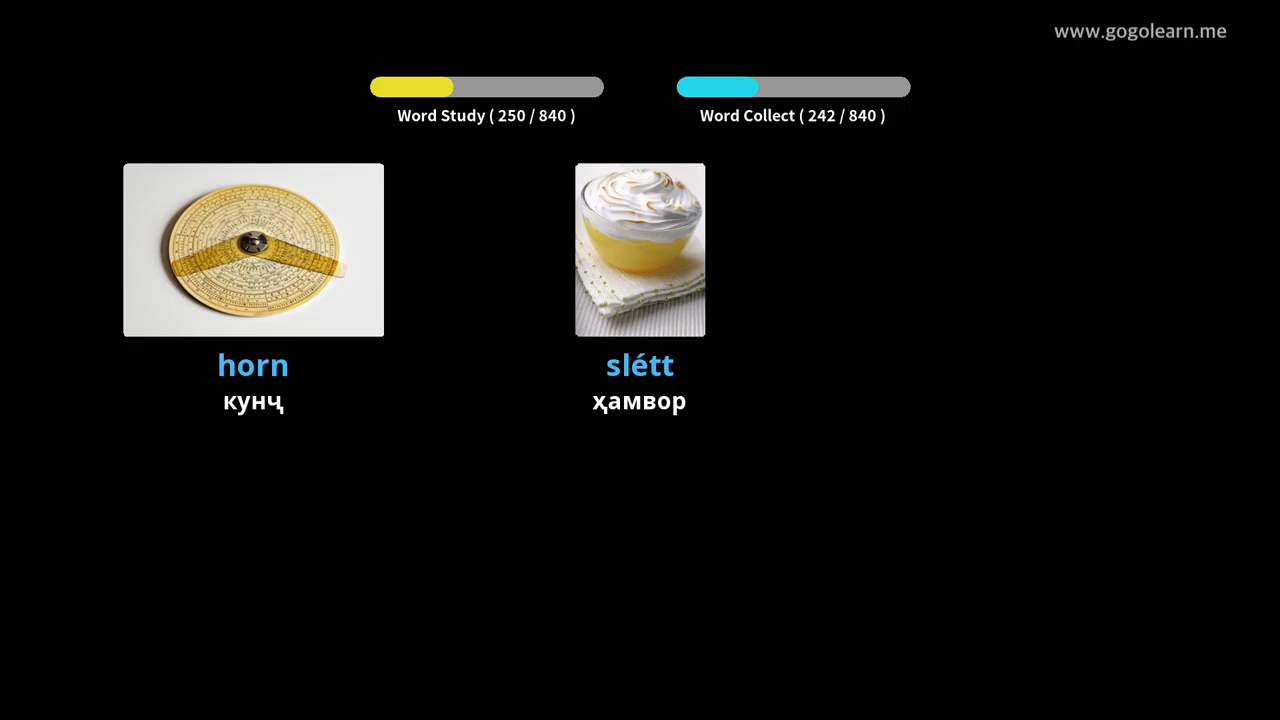 www.gogolearn.me
Word Study ( 250 / 840 )
Word Collect ( 242 / 840 )
horn
кунҷ
slétt
ҳамвор